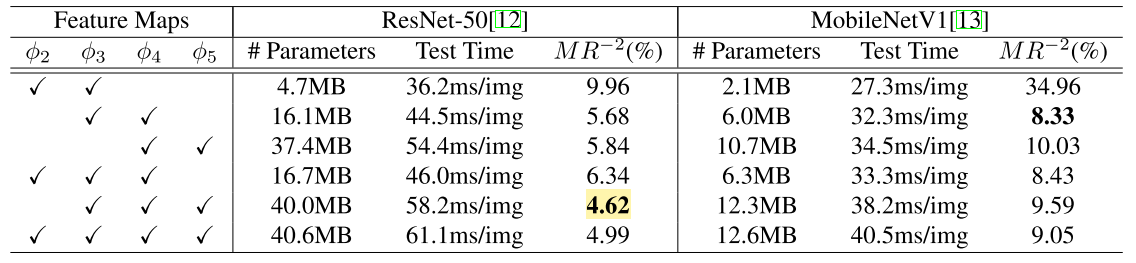 Feature Maps ResNet-50[12] MobileNetV1[13]
ϕ2 ϕ3 ϕ4 ϕ5 # Parameters Test Time MR−2(%) # Parameters Test Time MR−2(%)
✓ ✓ 4.7MB 36.2ms/img 9.96 2.1MB 27.3ms/img 34.96
✓ ✓ 16.1MB 44.5ms/img 5.68 6.0MB 32.3ms/img 8.33
✓ ✓ 37.4MB 54.4ms/img 5.84 10.7MB 34.5ms/img 10.03
✓ ✓ ✓ 16.7MB 46.0ms/img 6.34 6.3MB 33.3ms/img 8.43
✓ ✓ ✓ 40.0MB 58.2ms/img 4.62 12.3MB 38.2ms/img 9.59
✓ ✓ ✓ ✓ 40.6MB 61.1ms/img 4.99 12.6MB 40.5ms/img 9.05